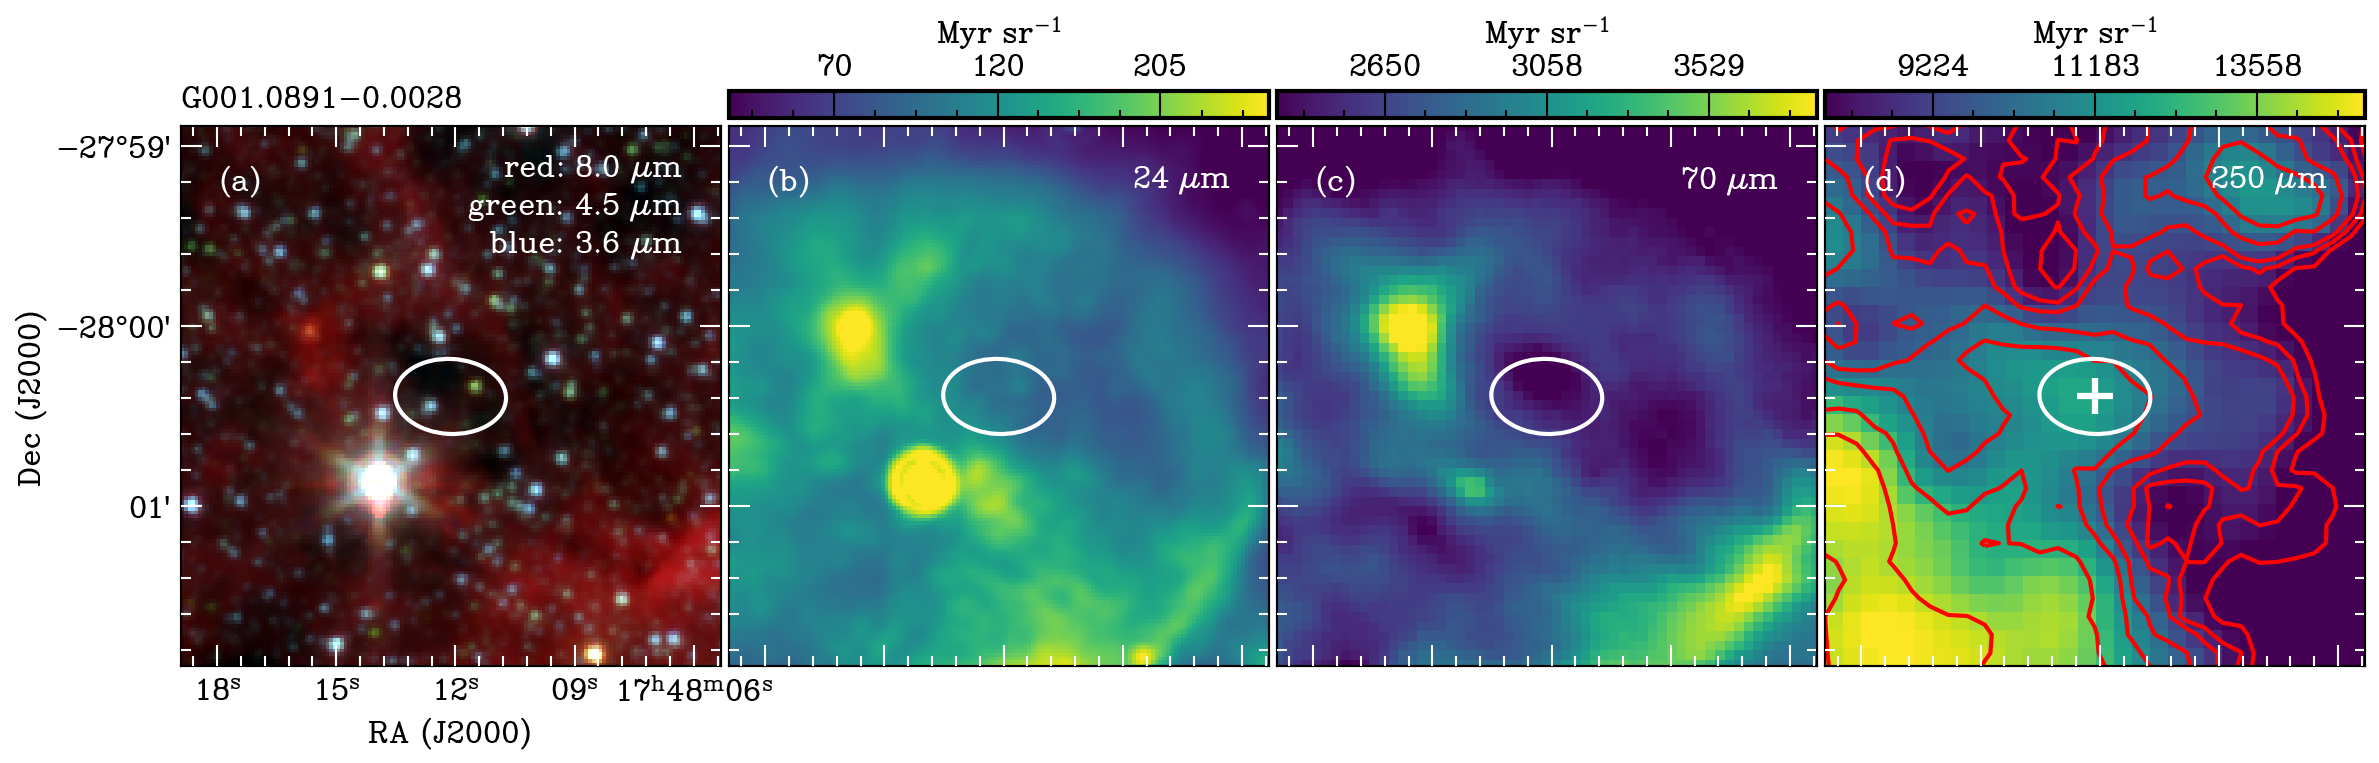 Myr sr⁻¹
Myr sr⁻¹
Myr sr⁻¹
70 120 205
2650 3058 3529
9224 11183 13558
G001.0891−0.0028
(a)
red: 8.0 μm
green: 4.5 μm
blue: 3.6 μm
(b)
24 μm
(c)
70 μm
(d)
250 μm
−27°59'
−28°00'
01'
Dec (J2000)
18ˢ 15ˢ 12ˢ 09ˢ 17ʰ48ᵐ06ˢ
RA (J2000)